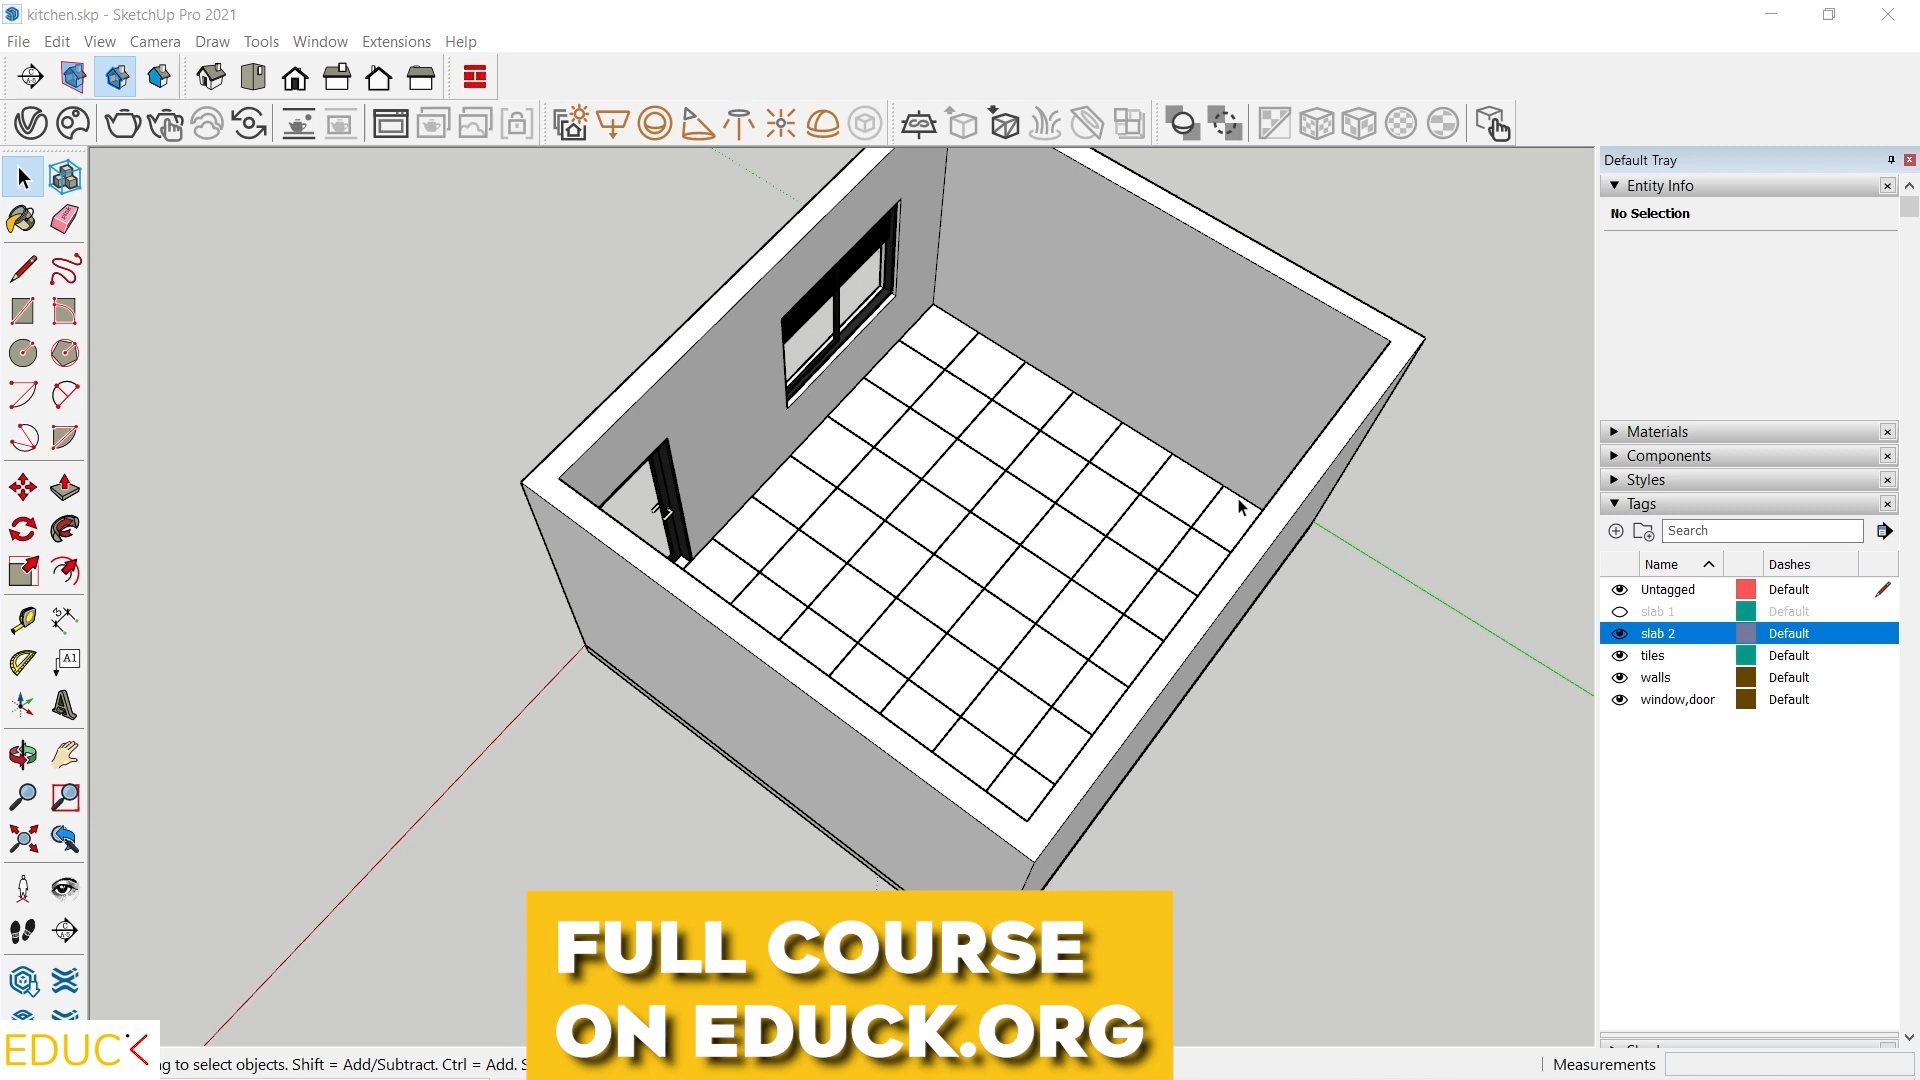 kitchen.skp - SketchUp Pro 2021
File Edit View Camera Draw Tools Window Extensions Help
Default Tray
Entity Info
No Selection
Materials
Components
Styles
Tags
Search
Name Dashes
Untagged Default
slab 1 Default
slab 2 Default
tiles Default
walls Default
window,door Default
A1
FULL COURSE
ON EDUCK.ORG
EDUCK
to select objects. Shift = Add/Subtract. Ctrl = Add.
Measurements